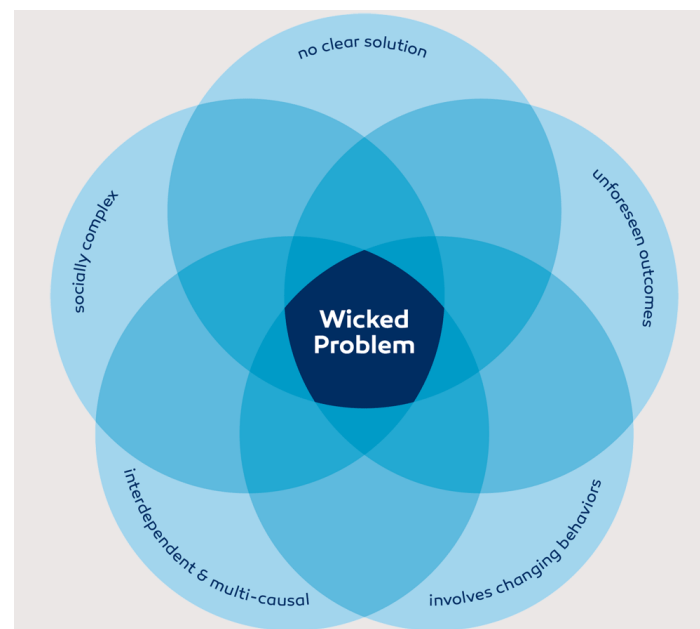 no clear solution
socially complex
unforeseen outcomes
Wicked
Problem
interdependent & multi-causal
involves changing behaviors